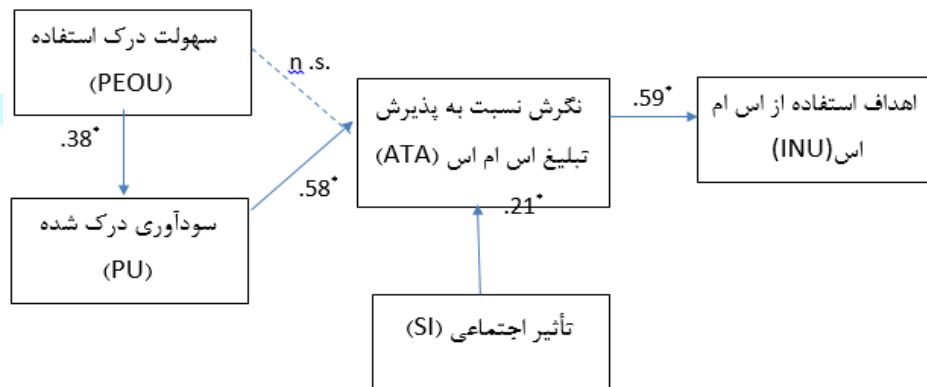 سهولت درک استفاده
(PEOU)
n .s.
.38*
.58*
سودآوری درک شده
(PU)
نگرش نسبت به پذیرش
تبلیغ اس ام اس (ATA)
.21*
.59*
اهداف استفاده از اس ام
اس(INU)
تأثیر اجتماعی (SI)